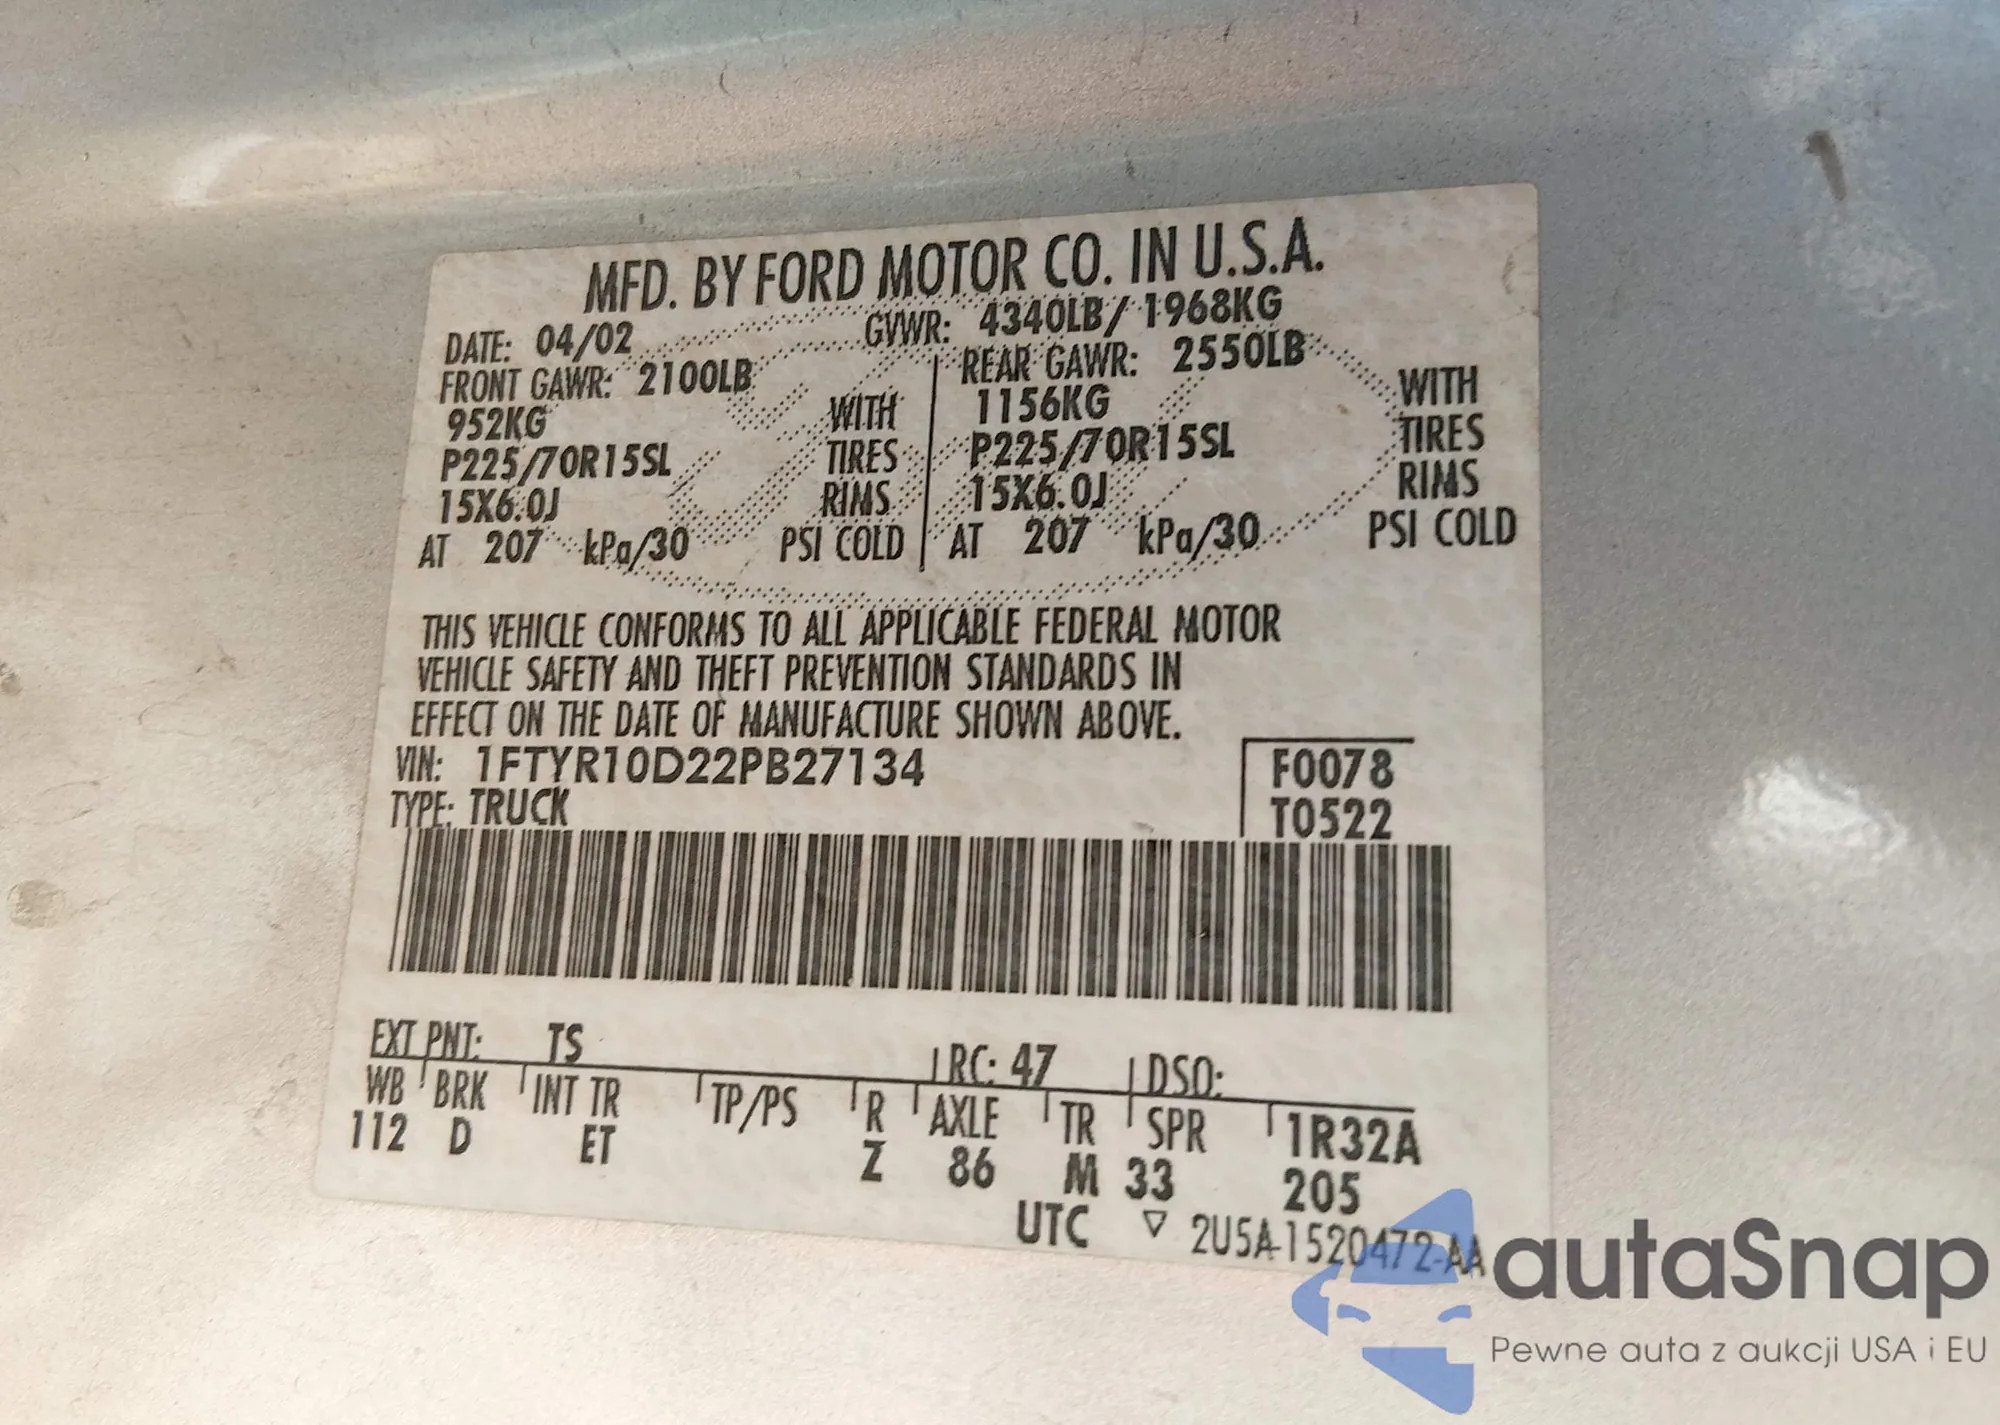 MFD. BY FORD MOTOR CO. IN U.S.A.
DATE: 04/02 GVWR: 4340LB/ 1968KG
FRONT GAWR: 2100LB REAR GAWR: 2550LB
952KG WITH 1156KG WITH
P225/70R15SL TIRES P225/70R15SL TIRES
15X6.0J RIMS 15X6.0J RIMS
AT 207 kPa/30 PSI COLD AT 207 kPa/30 PSI COLD
THIS VEHICLE CONFORMS TO ALL APPLICABLE FEDERAL MOTOR
VEHICLE SAFETY AND THEFT PREVENTION STANDARDS IN
EFFECT ON THE DATE OF MANUFACTURE SHOWN ABOVE.
VIN: 1FTYR10D22PB27134 F0078
TYPE: TRUCK T0522
EXT PNT: TS RC: 47 DSO:
WB BRK INT TR TP/PS R AXLE TR SPR 1R32A
112 D ET Z 86 M 33 205
UTC ▽ 2U5A-1520472-AA
autaSnap
Pewne auta z aukcji USA i EU